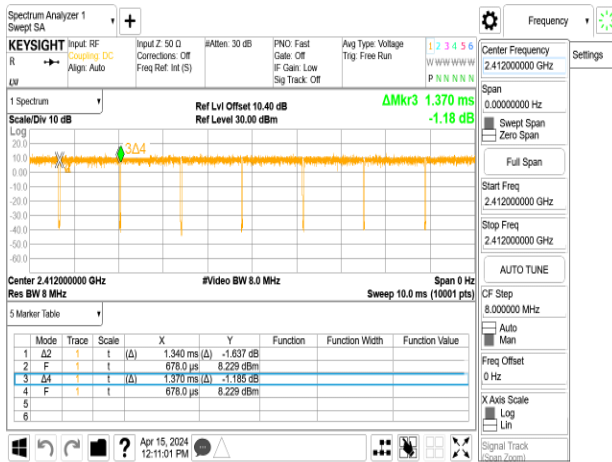 Spectrum Analyzer 1
Swept SA
+
Frequency
KEYSIGHT Input: RF
R Coupling: DC
Align: Auto
Input Z: 50 Ω
Corrections: Off
Freq Ref: Int (S)
#Atten: 30 dB
PNO: Fast
Gate: Off
IF Gain: Low
Sig Track: Off
Avg Type: Voltage
Trig: Free Run
1 2 3 4 5 6
W W W W W W
P N N N N N
1 Spectrum
Scale/Div 10 dB
Ref Lvl Offset 10.40 dB
Ref Level 30.00 dBm
ΔMkr3 1.370 ms
-1.18 dB
Log
20.0
10.0
0.00
-10.0
-20.0
-30.0
-40.0
-50.0
-60.0
3Δ4
Center 2.412000000 GHz
Res BW 8 MHz
#Video BW 8.0 MHz
Span 0 Hz
Sweep 10.0 ms (10001 pts)
5 Marker Table
Mode Trace Scale X Y Function Function Width Function Value
1 Δ2 1 t (Δ) 1.340 ms (Δ) -1.637 dB
2 F 1 t 678.0 µs 8.229 dBm
3 Δ4 1 t (Δ) 1.370 ms (Δ) -1.185 dB
4 F 1 t 678.0 µs 8.229 dBm
5
6
?
Apr 15, 2024
12:11:01 PM
Center Frequency
2.412000000 GHz
Settings
Span
0.00000000 Hz
Swept Span
Zero Span
Full Span
Start Freq
2.412000000 GHz
Stop Freq
2.412000000 GHz
AUTO TUNE
CF Step
8.000000 MHz
Auto
Man
Freq Offset
0 Hz
X Axis Scale
Log
Lin
Signal Track
(Span Zoom)